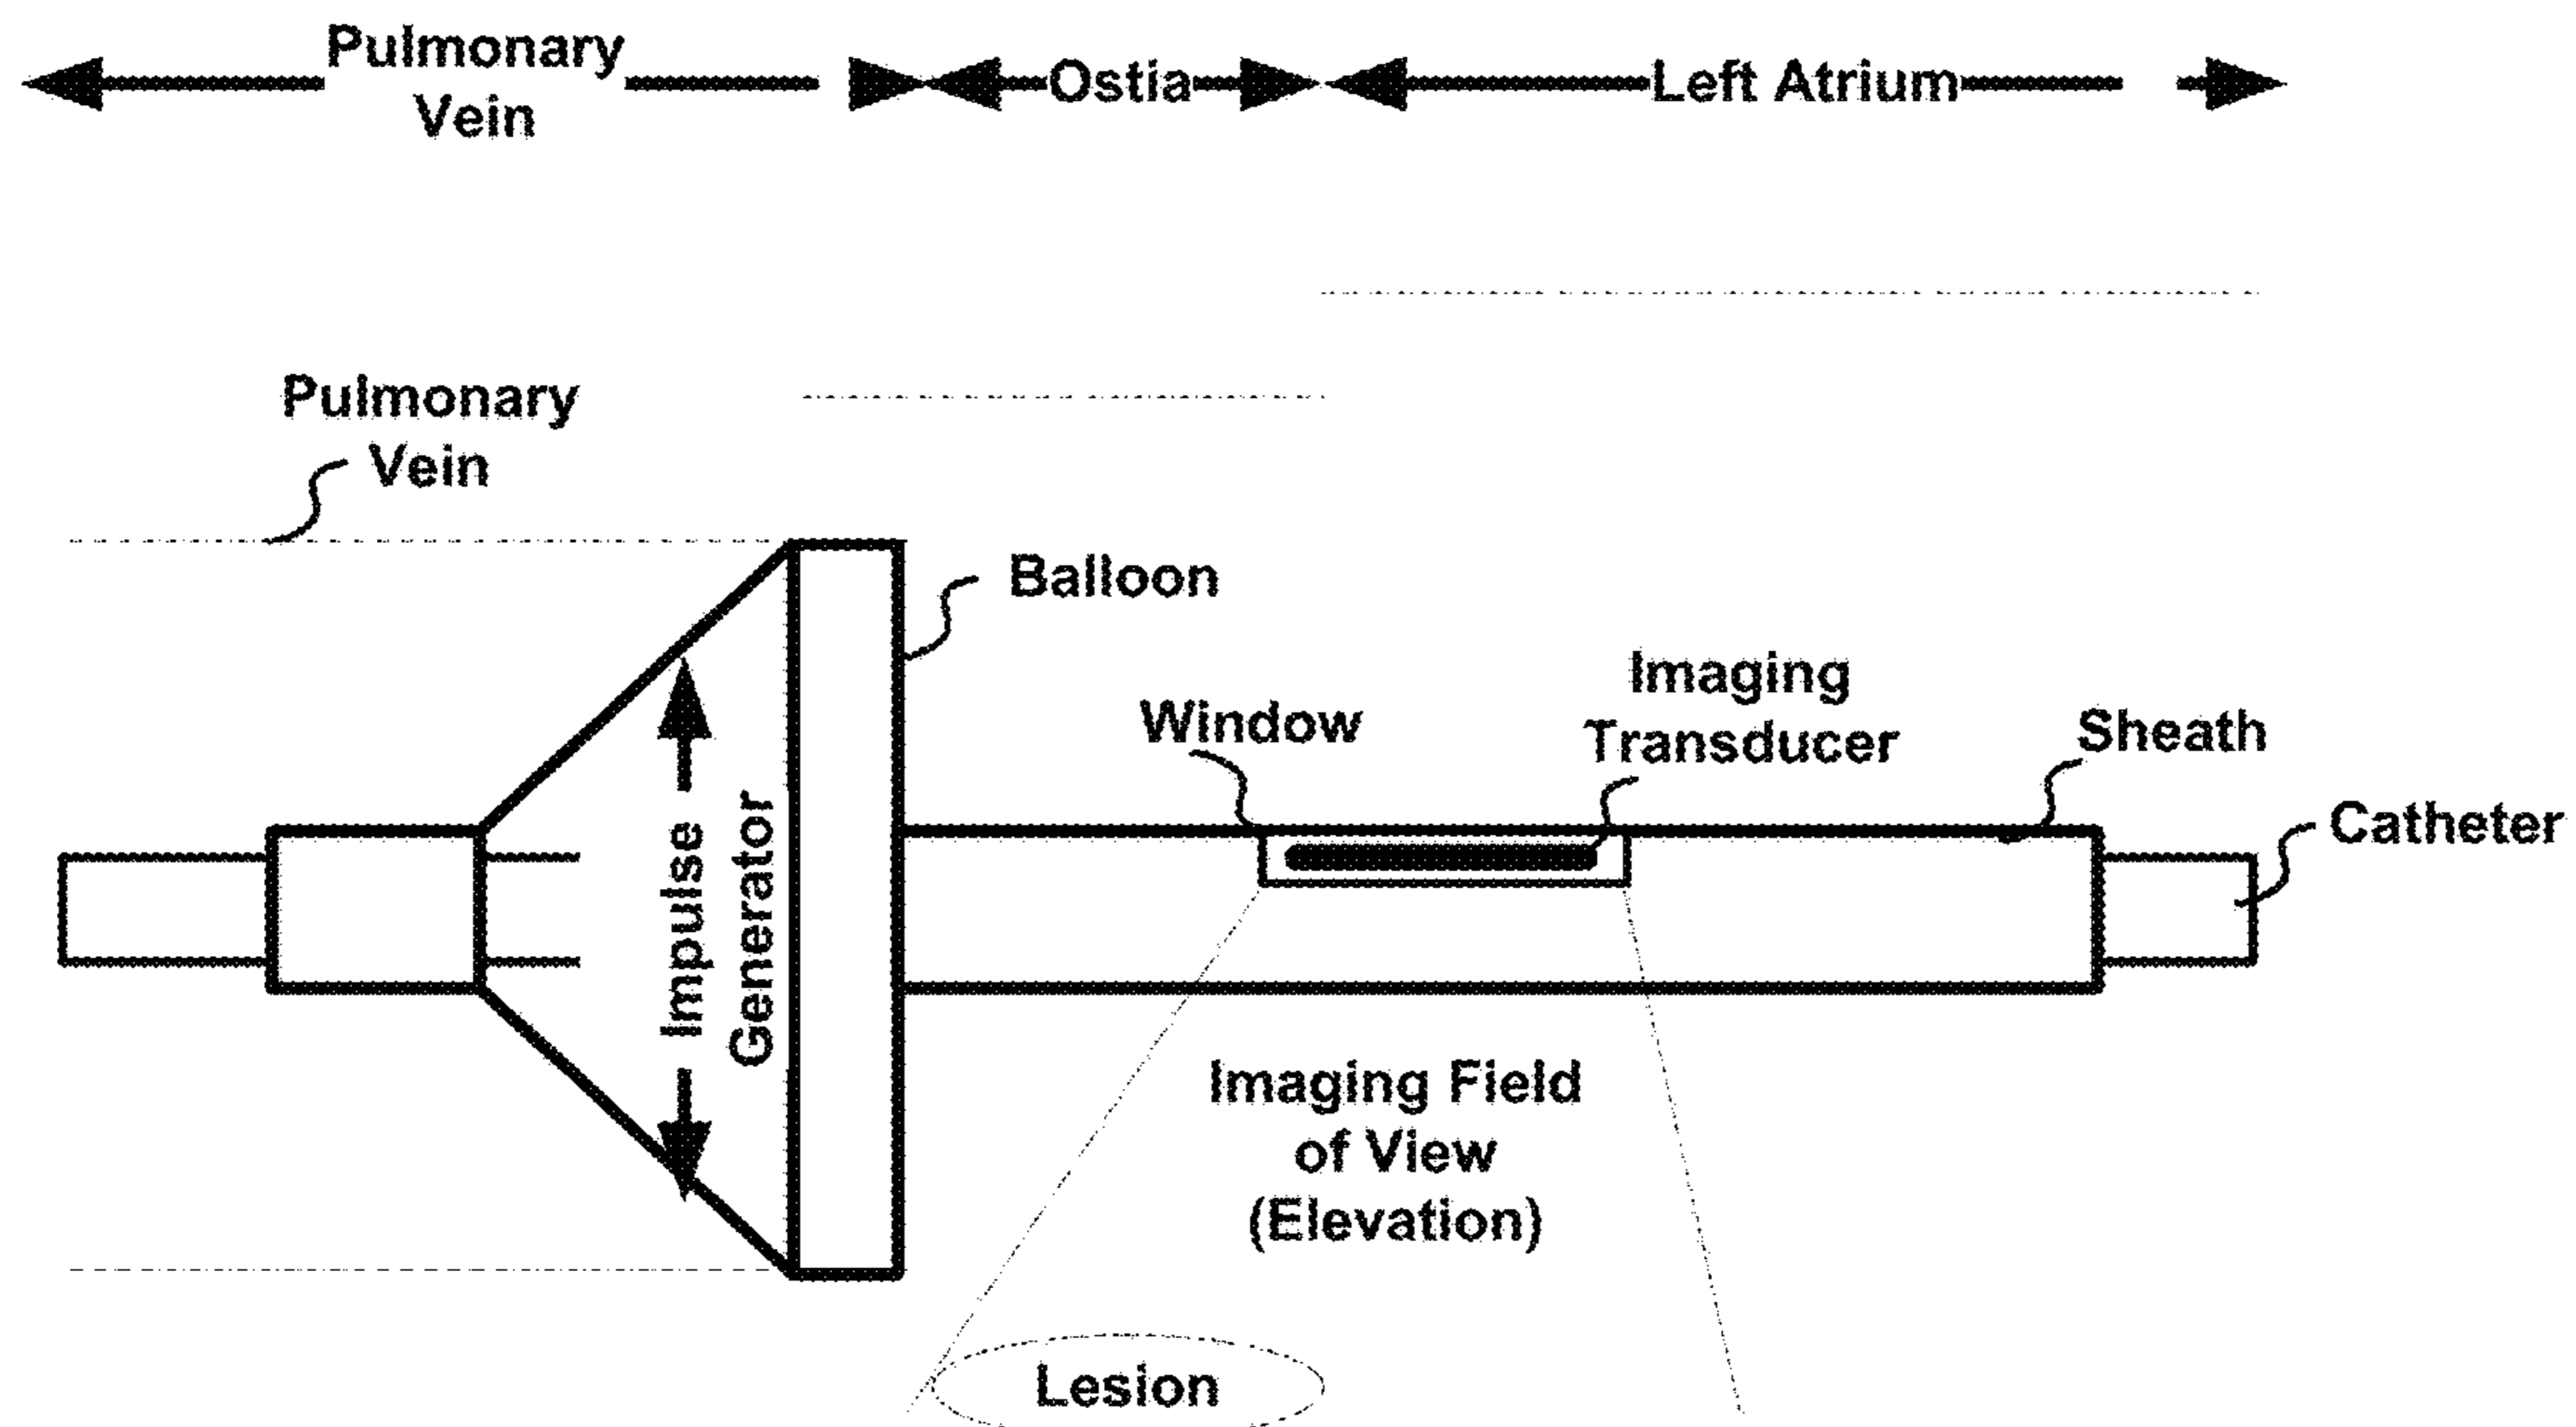 Pulmonary
Vein
Ostia
Left Atrium
Pulmonary
Vein
Balloon
Window
Imaging
Transducer
Sheath
Catheter
Impulse
Generator
Imaging Field
of View
(Elevation)
Lesion